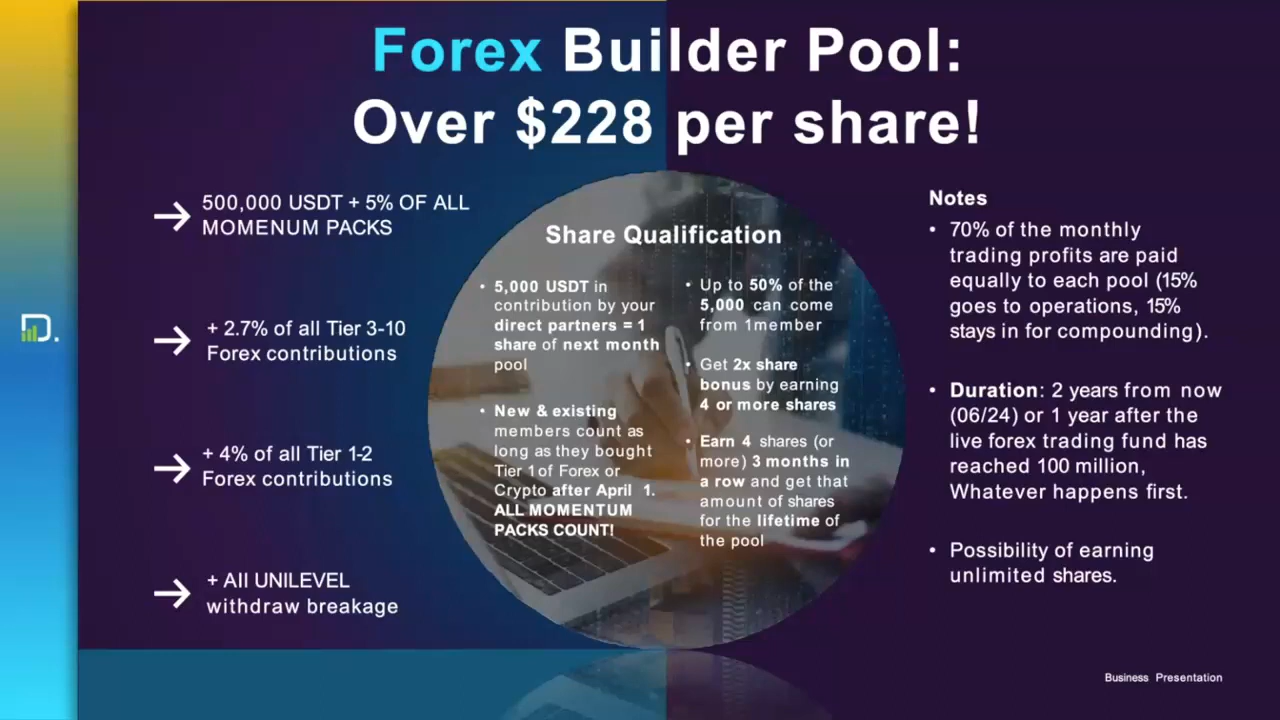 Forex Builder Pool:
Over $228 per share!
500,000 USDT + 5% OF ALL
MOMENUM PACKS
+ 2.7% of all Tier 3-10
Forex contributions
+ 4% of all Tier 1-2
Forex contributions
+ All UNILEVEL
withdraw breakage
Share Qualification
• 5,000 USDT in
contribution by your
direct partners = 1
share of next month
pool
• New & existing
members count as
long as they bought
Tier 1 of Forex or
Crypto after April 1.
ALL MOMENTUM
PACKS COUNT!
• Up to 50% of the
5,000 can come
from 1member
• Get 2x share
bonus by earning
4 or more shares
• Earn 4 shares (or
more) 3 months in
a row and get that
amount of shares
for the lifetime of
the pool
Notes
• 70% of the monthly
trading profits are paid
equally to each pool (15%
goes to operations, 15%
stays in for compounding).
• Duration: 2 years from now
(06/24) or 1 year after the
live forex trading fund has
reached 100 million,
Whatever happens first.
• Possibility of earning
unlimited shares.
D.
Business Presentation